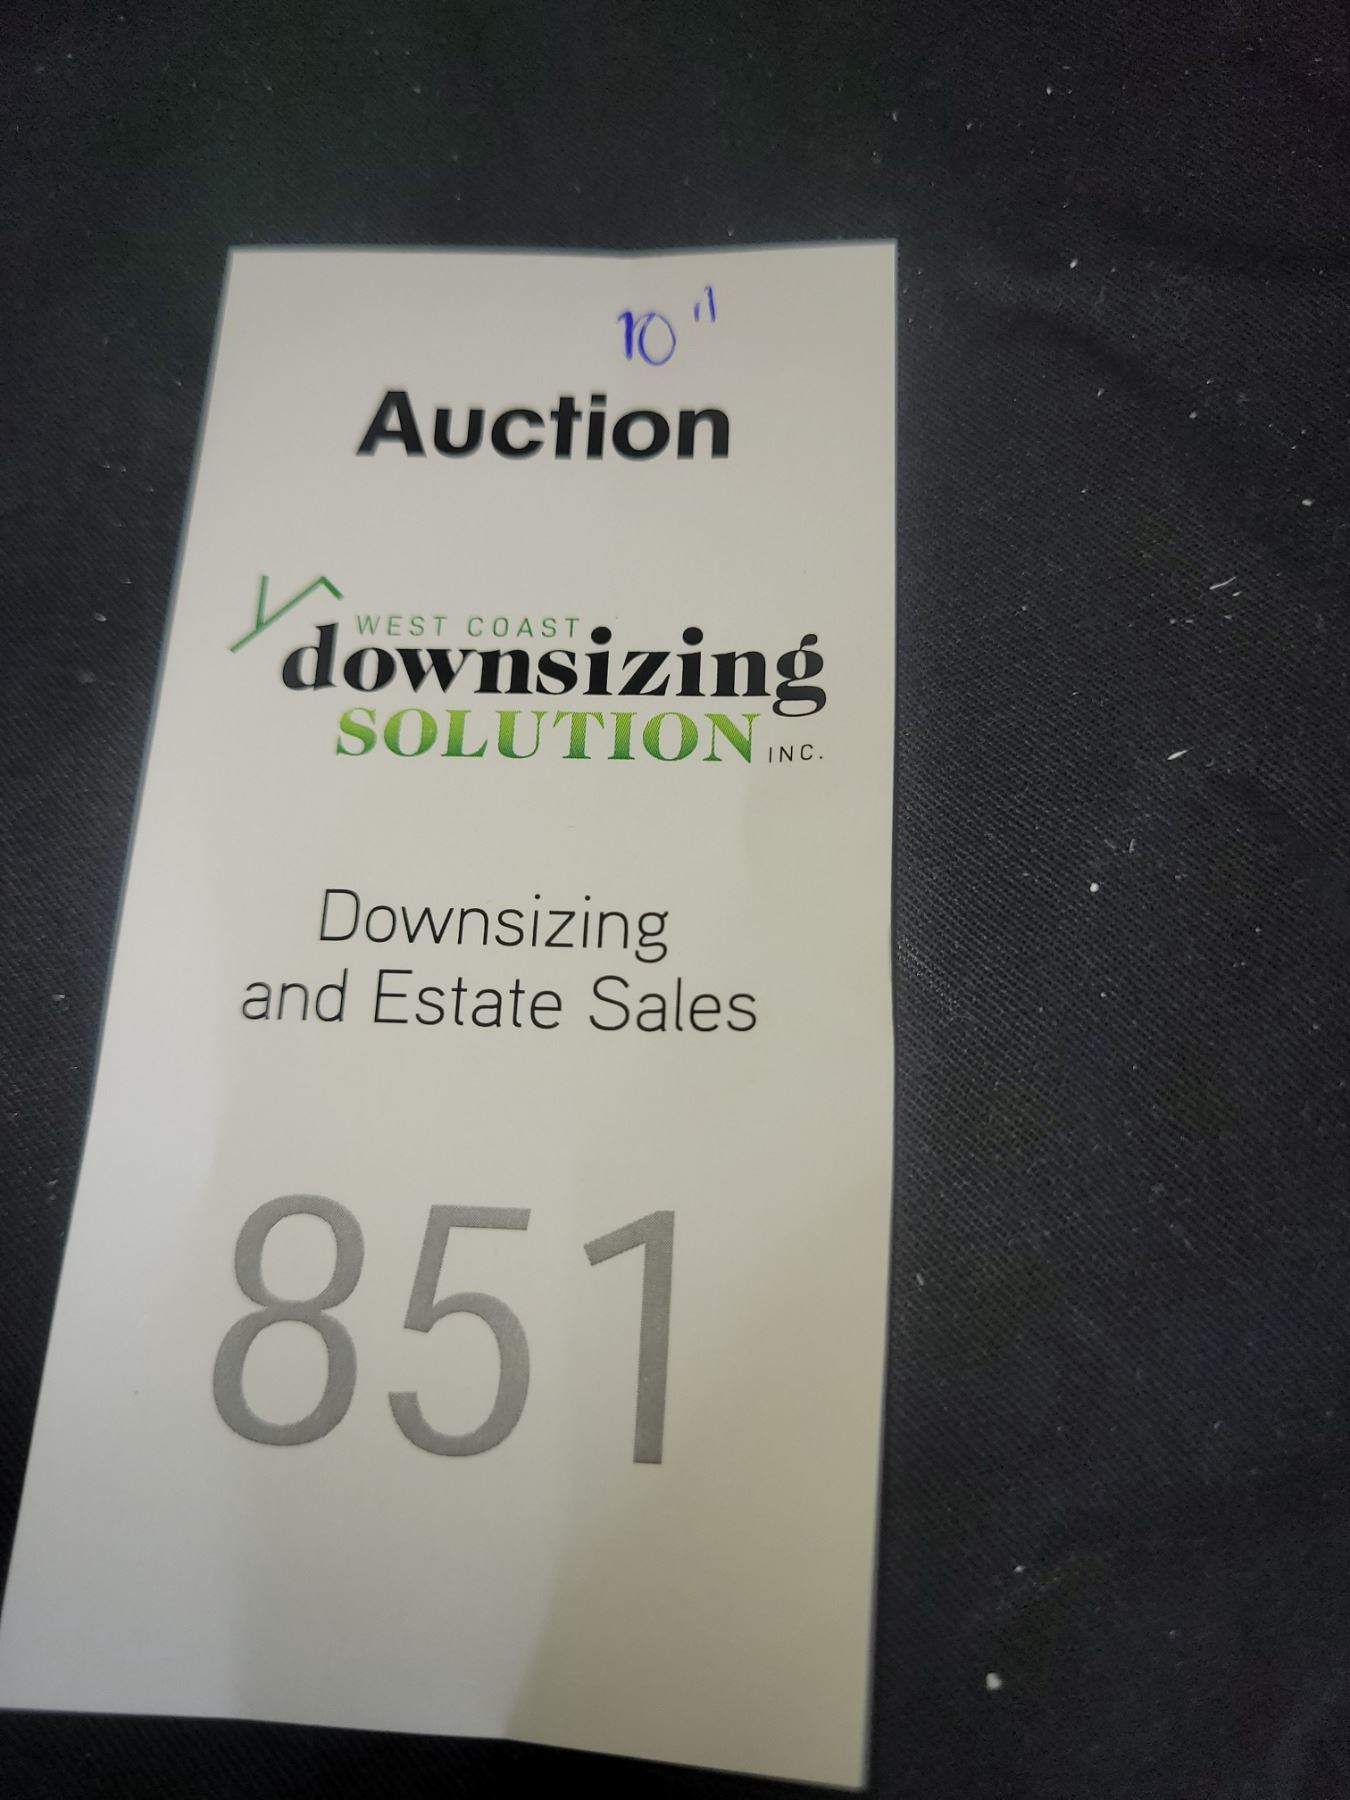 10"
Auction
WEST COAST
downsizing
SOLUTION INC.
Downsizing
and Estate Sales
851